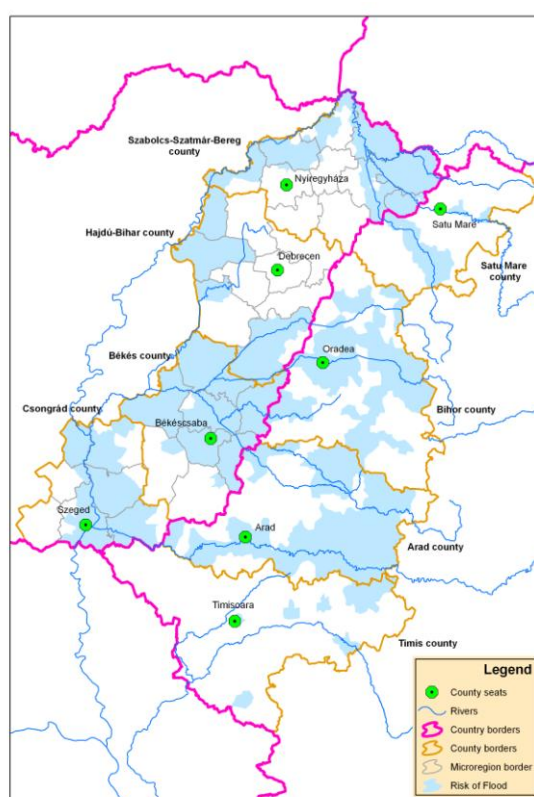 Szabolcs-Szatmár-Bereg
county
Nyíregyháza
Satu Mare
Hajdú-Bihar county
Debrecen
Satu Mare
county
Békés county
Oradea
Csongrád county
Bihor county
Békéscsaba
Szeged
Arad
Arad county
Timisoara
Timis county
Legend
County seats
Rivers
Country borders
County borders
Microregion border
Risk of Flood